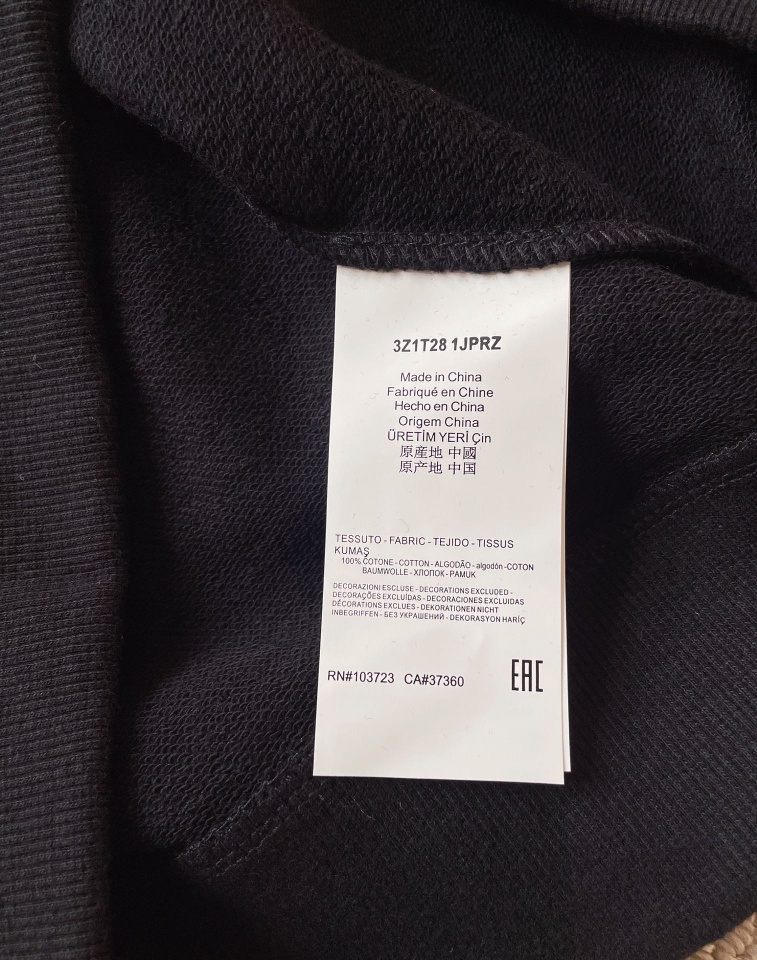 3Z1T28 1JPRZ
Made in China
Fabriqué en Chine
Hecho en China
Origem China
ÜRETİM YERİ Çin
原産地 中國
原产地 中国
TESSUTO - FABRIC - TEJIDO - TISSUS
KUMAŞ
100% COTONE - COTTON - ALGODÃO - algodón - COTON
BAUMWOLLE - ХЛОПОК - PAMUK
DECORAZIONI ESCLUSE - DECORATIONS EXCLUDED -
DECORAÇÕES EXCLUÍDAS - DECORACIONES EXCLUIDAS
DÉCORATIONS EXCLUES - DEKORATIONEN NICHT
INBEGRIFFEN - БЕЗ УКРАШЕНИЙ - DEKORASYON HARİÇ
RN#103723 CA#37360
EAC